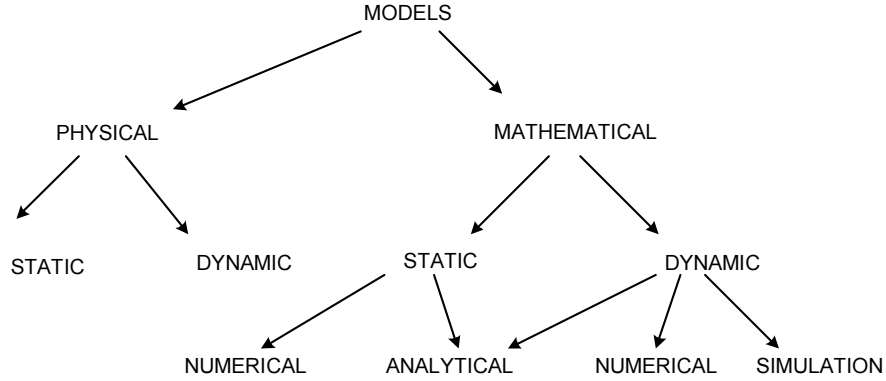 MODELS
PHYSICAL
MATHEMATICAL
STATIC
DYNAMIC
STATIC
DYNAMIC
NUMERICAL
ANALYTICAL
NUMERICAL
SIMULATION